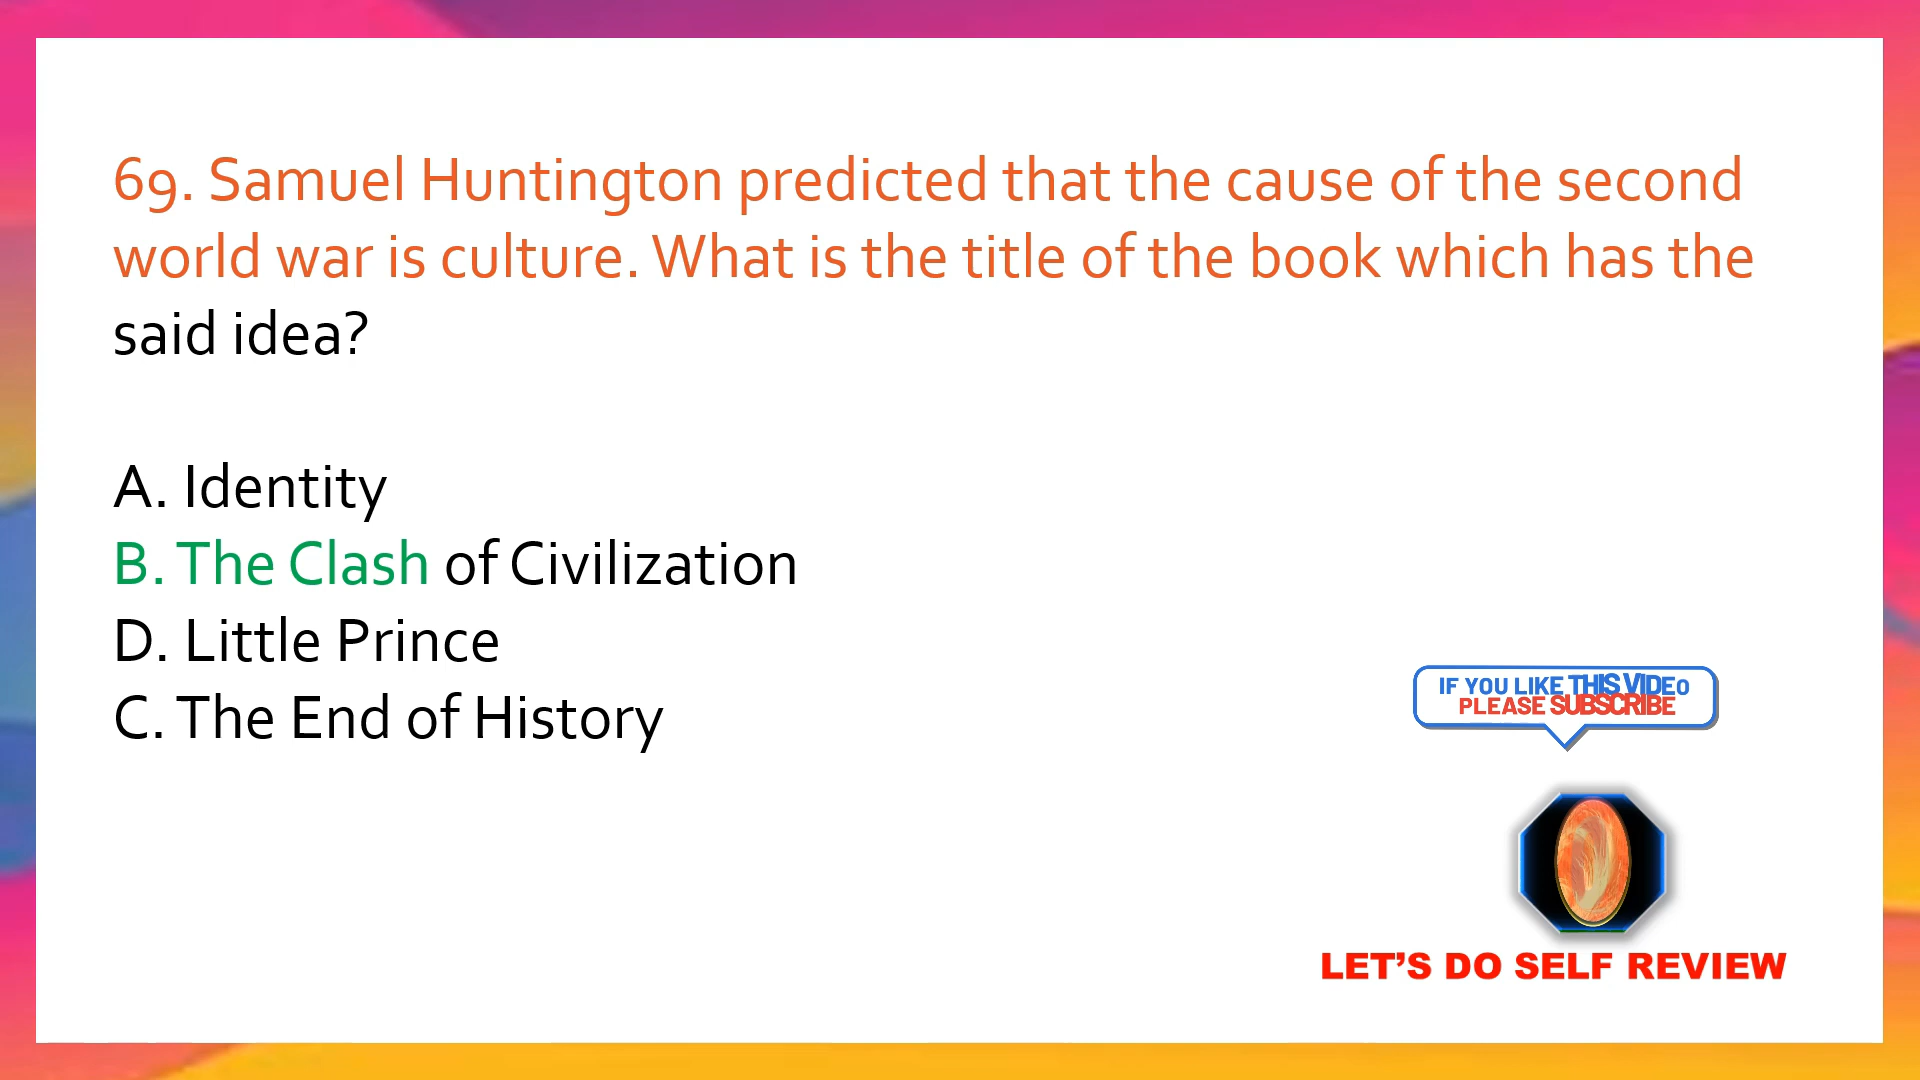 69. Samuel Huntington predicted that the cause of the second
world war is culture. What is the title of the book which has the
said idea?
A. Identity
B. The Clash of Civilization
D. Little Prince
C. The End of History
IF YOU LIKE THIS VIDEO
PLEASE SUBSCRIBE
LET'S DO SELF REVIEW